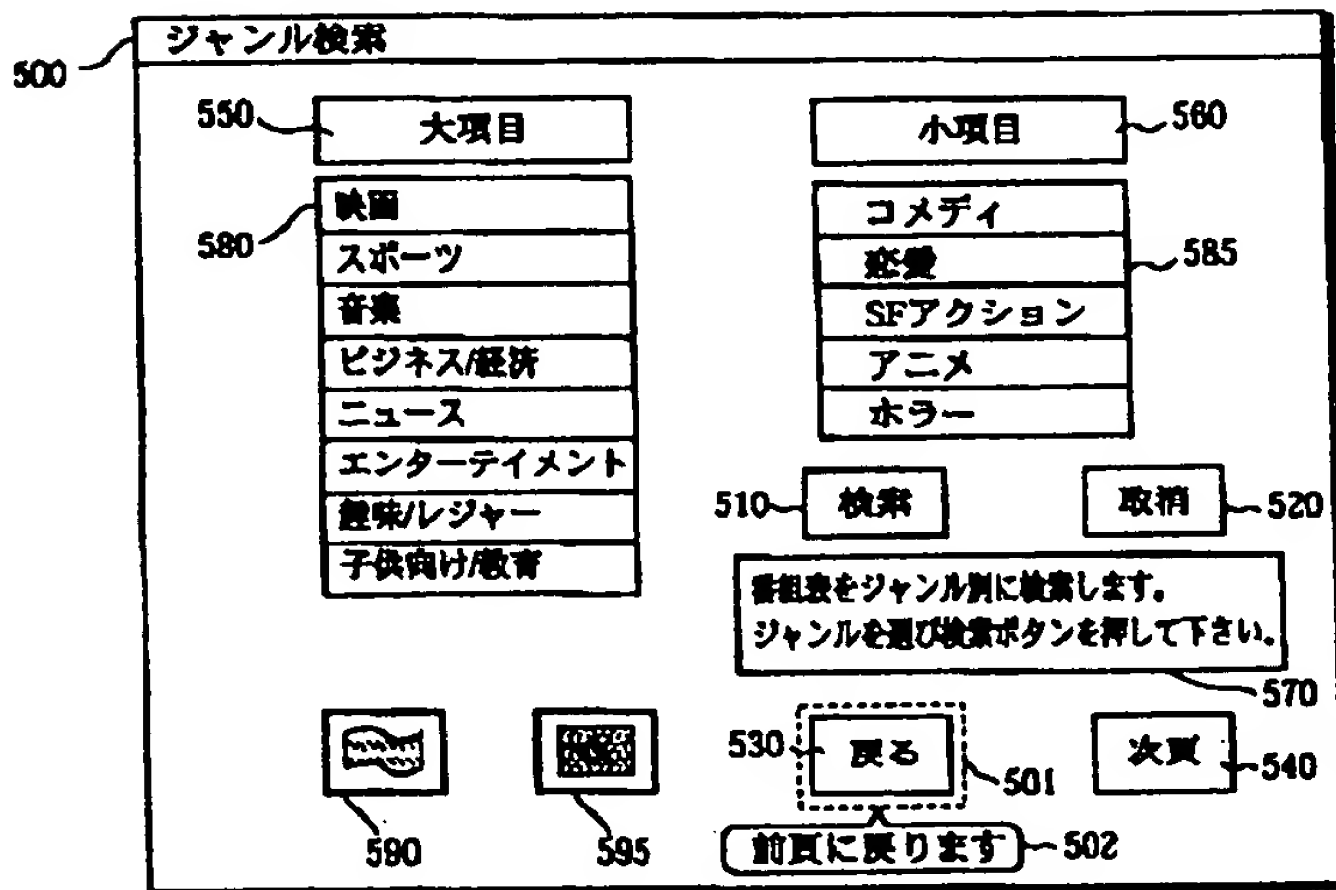 ジャンル検索
500
550
大項目
小項目
560
映画
580
スポーツ
音楽
ビジネス/経済
ニュース
エンターテイメント
趣味/レジャー
子供向け/教育
コメディ
恋愛
585
SFアクション
アニメ
ホラー
510
検索
取消
520
番組表をジャンル別に検索します。
ジャンルを選び検索ボタンを押して下さい。
570
530
戻る
501
次頁
540
590
595
前頁に戻ります
502